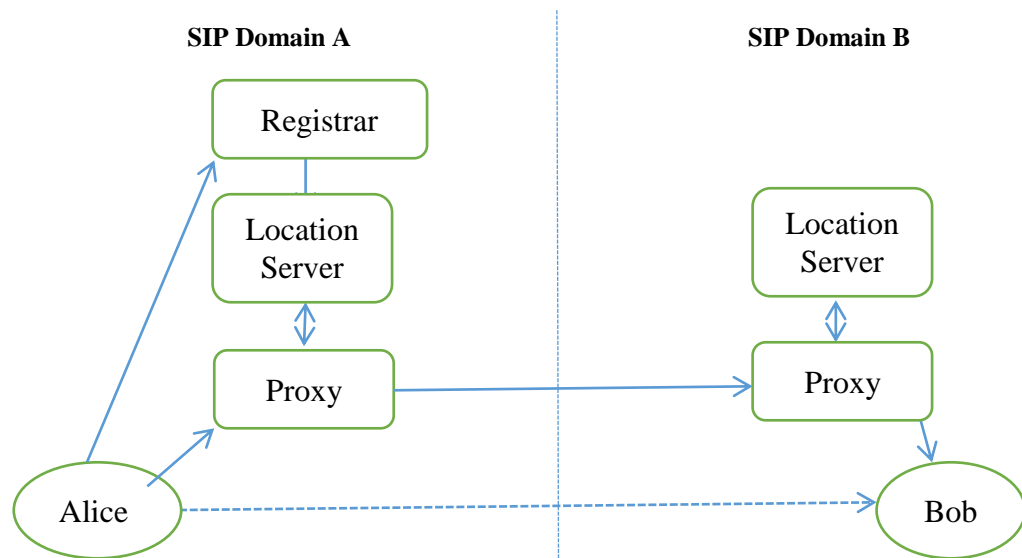 SIP Domain A
SIP Domain B
Registrar
Location
Server
Location
Server
Proxy
Proxy
Alice
Bob